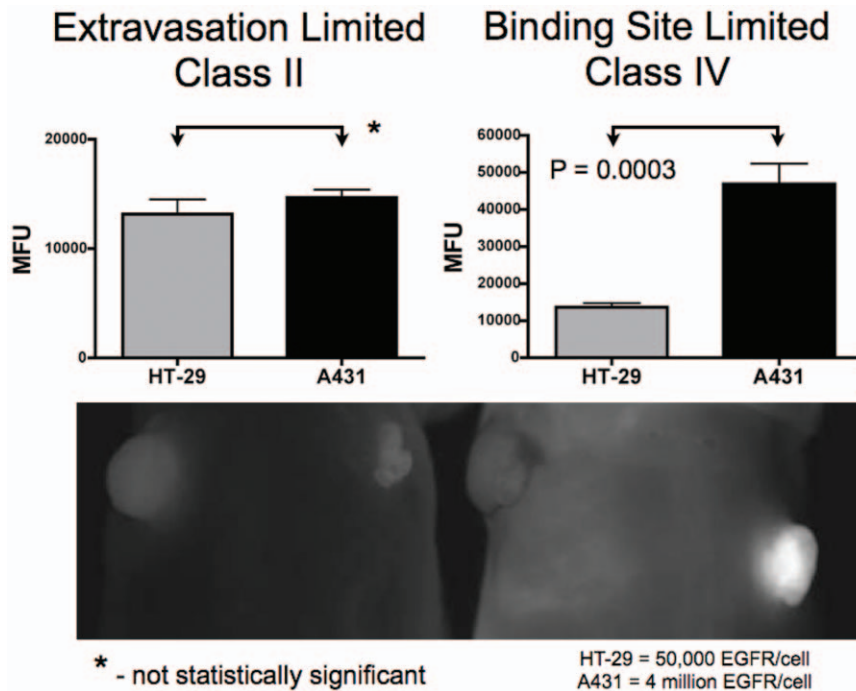 Extravasation Limited
Class II
Binding Site Limited
Class IV
*
20000
10000
0
MFU
HT-29
A431
P = 0.0003
60000
50000
40000
30000
20000
10000
0
MFU
HT-29
A431
* - not statistically significant
HT-29 = 50,000 EGFR/cell
A431 = 4 million EGFR/cell